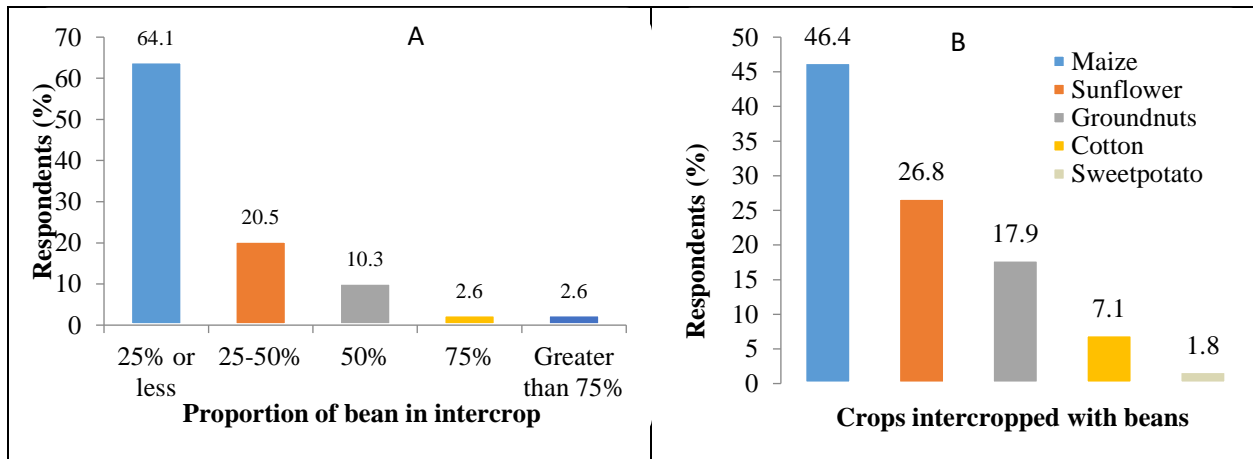 A
Respondents (%)
70
60
50
40
30
20
10
0
64.1
20.5
10.3
2.6
2.6
25% or less
25-50%
50%
75%
Greater than 75%
Proportion of bean in intercrop
B
Respondents (%)
50
45
40
35
30
25
20
15
10
5
0
46.4
26.8
17.9
7.1
1.8
Maize
Sunflower
Groundnuts
Cotton
Sweetpotato
Crops intercropped with beans